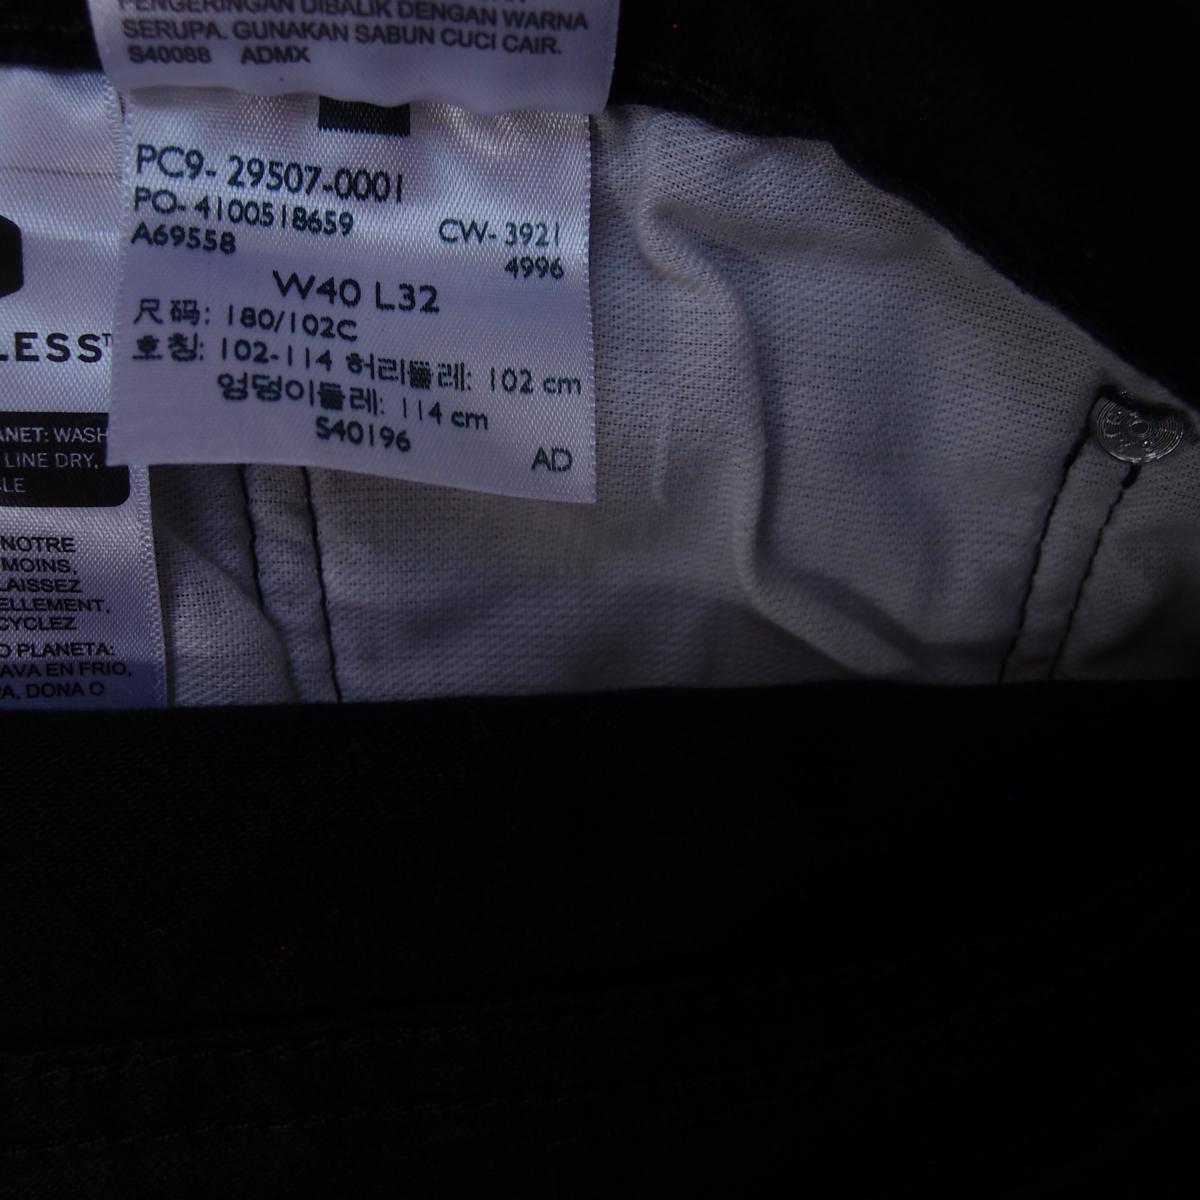 PENGERINGAN DIBALIK DENGAN WARNA
SERUPA. GUNAKAN SABUN CUCI CAIR.
S40088 ADMX
PC9-29507-0001
PO-4100518659
A69558
CW-3921
4996
W40 L32
尺码: 180/102C
호칭: 102-114 허리둘레: 102 cm
엉덩이둘레: 114 cm
S40196
AD
LESS™
ANET: WASH
LINE DRY,
LE
NOTRE
MOINS,
LAISSEZ
ELLEMENT,
CYCLEZ
O PLANETA:
AVA EN FRIO,
PA, DONA O